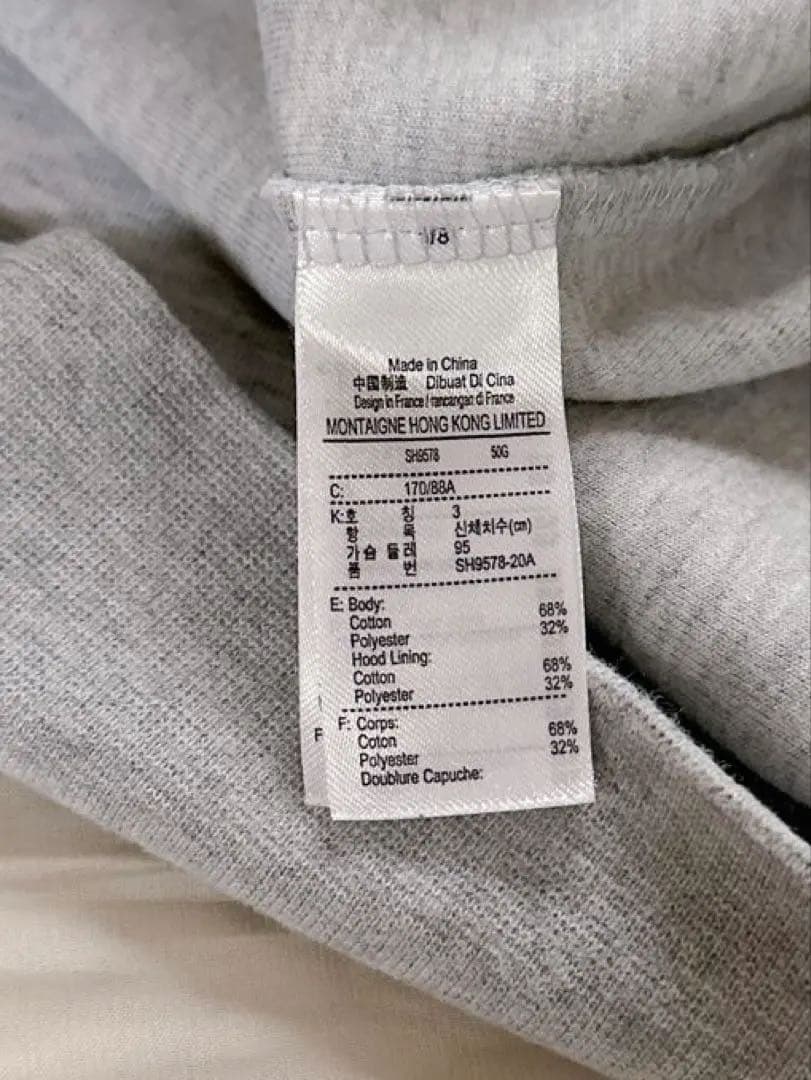 /8
Made in China
中国制造 Dibuat Di Cina
Design in France / rancangan di France
MONTAIGNE HONG KONG LIMITED
SH9578 50G
C: 170/88A
K:호 칭 3
항 목 신체치수(cm)
가슴 둘레 95
품 번 SH9578-20A
E: Body:
Cotton 68%
Polyester 32%
Hood Lining:
Cotton 68%
Polyester 32%
F: Corps:
Coton 68%
Polyester 32%
Doublure Capuche:
F